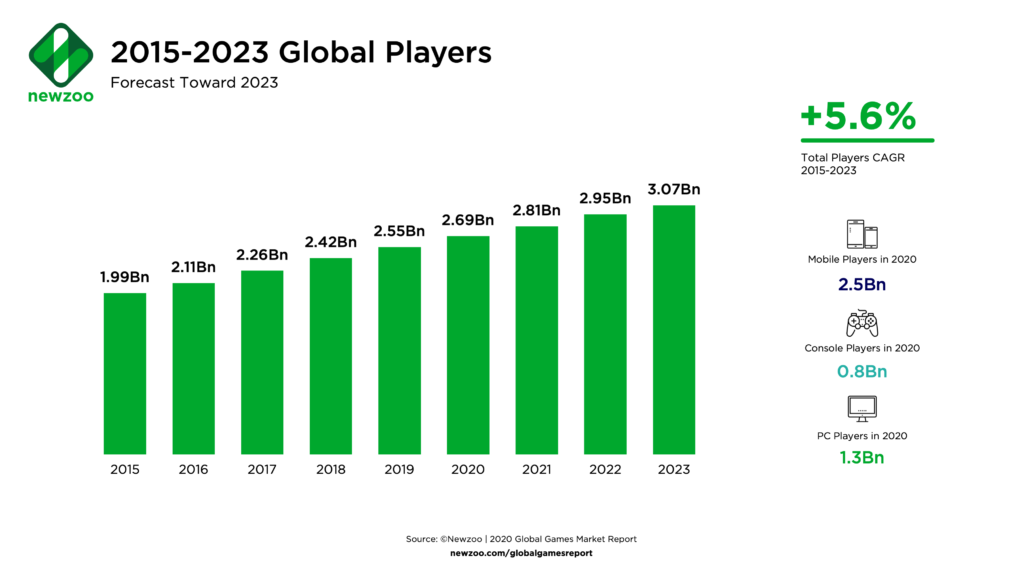 2015-2023 Global Players
Forecast Toward 2023
newzoo
+5.6%
Total Players CAGR
2015-2023
1.99Bn
2.11Bn
2.26Bn
2.42Bn
2.55Bn
2.69Bn
2.81Bn
2.95Bn
3.07Bn
2015
2016
2017
2018
2019
2020
2021
2022
2023
Mobile Players in 2020
2.5Bn
Console Players in 2020
0.8Bn
PC Players in 2020
1.3Bn
Source: ©Newzoo | 2020 Global Games Market Report
newzoo.com/globalgamesreport